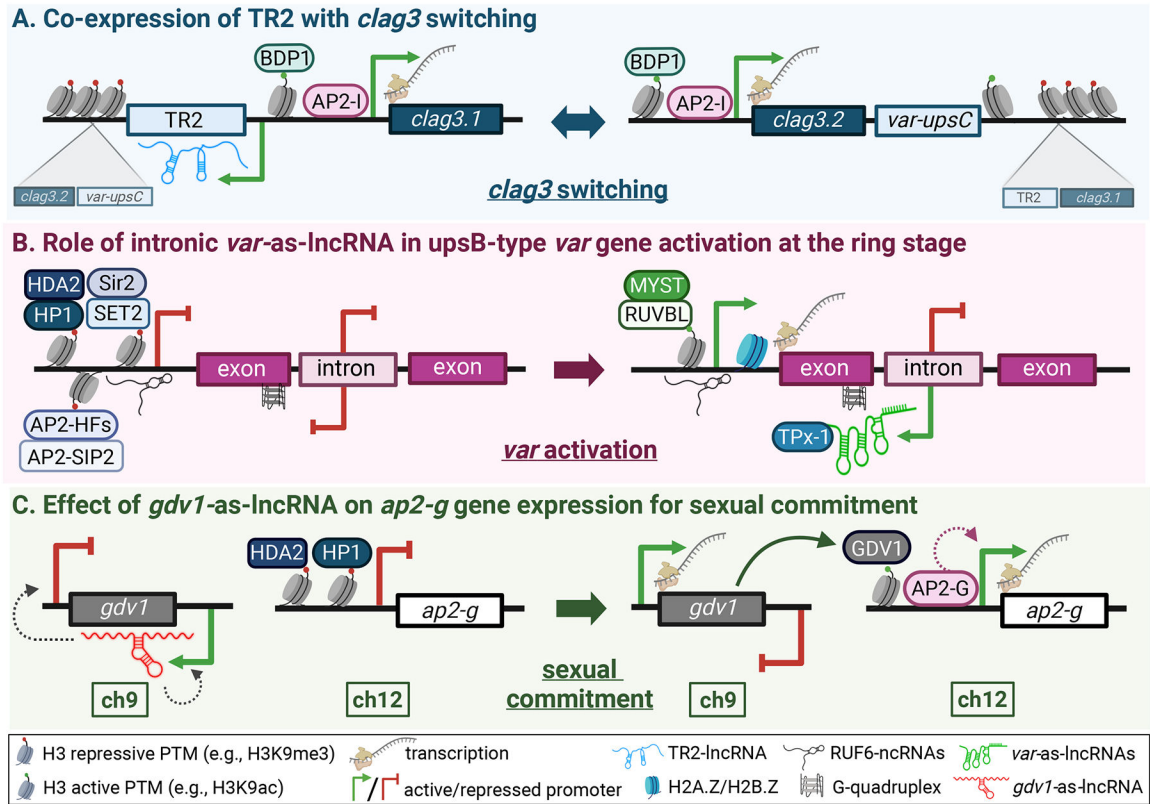 A. Co-expression of TR2 with clag3 switching
BDP1
AP2-I
TR2
clag3.1
clag3.2
var-upsC
BDP1
AP2-I
clag3.2
var-upsC
TR2
clag3.1
clag3 switching
B. Role of intronic var-as-lncRNA in upsB-type var gene activation at the ring stage
HDA2
Sir2
HP1
SET2
exon
intron
exon
AP2-HFs
AP2-SIP2
MYST
RUVBL
exon
intron
exon
TPx-1
var activation
C. Effect of gdv1-as-lncRNA on ap2-g gene expression for sexual commitment
gdv1
ch9
HDA2
HP1
ap2-g
ch12
sexual
commitment
gdv1
ch9
GDV1
AP2-G
ap2-g
ch12
H3 repressive PTM (e.g., H3K9me3)
transcription
TR2-lncRNA
RUF6-ncRNAs
var-as-lncRNAs
H3 active PTM (e.g., H3K9ac)
/
active/repressed promoter
H2A.Z/H2B.Z
G-quadruplex
gdv1-as-lncRNA